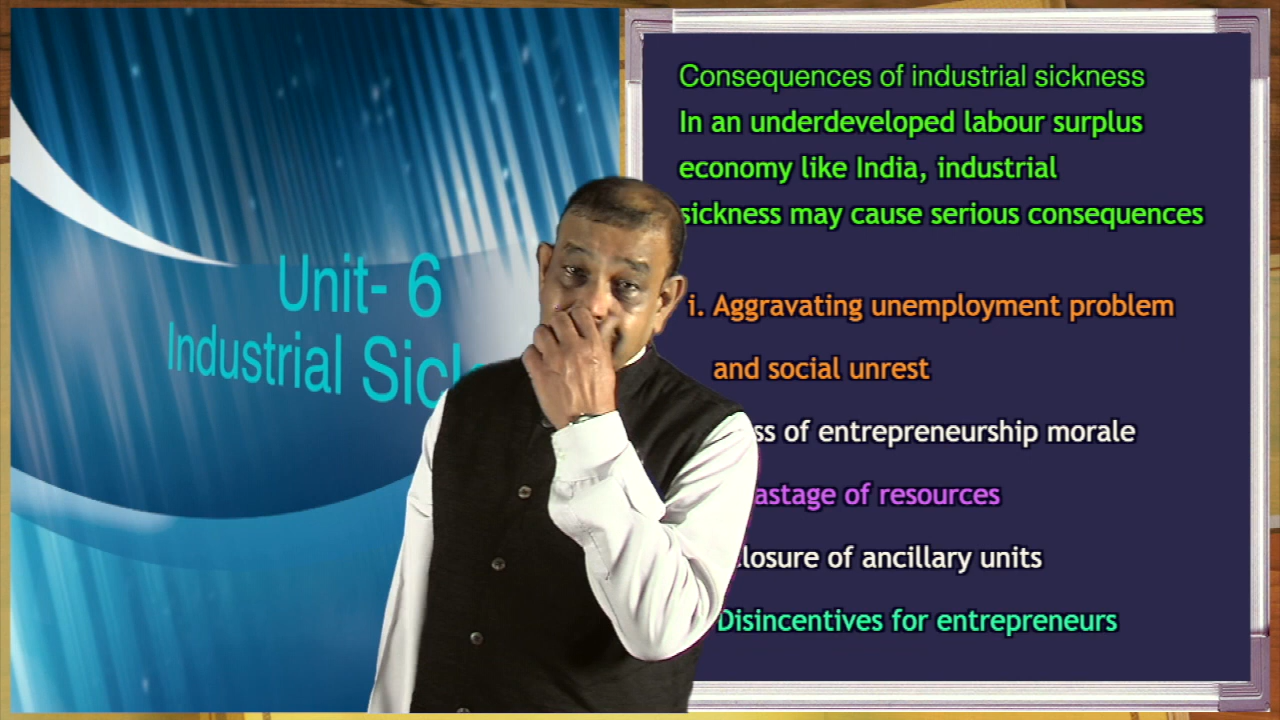 Unit- 6
Industrial
Consequences of industrial sickness
In an underdeveloped labour surplus
economy like India, industrial
sickness may cause serious consequences
i. Aggravating unemployment problem
and social unrest
of entrepreneurship morale
of resources
of ancillary units
Disincentives for entrepreneurs